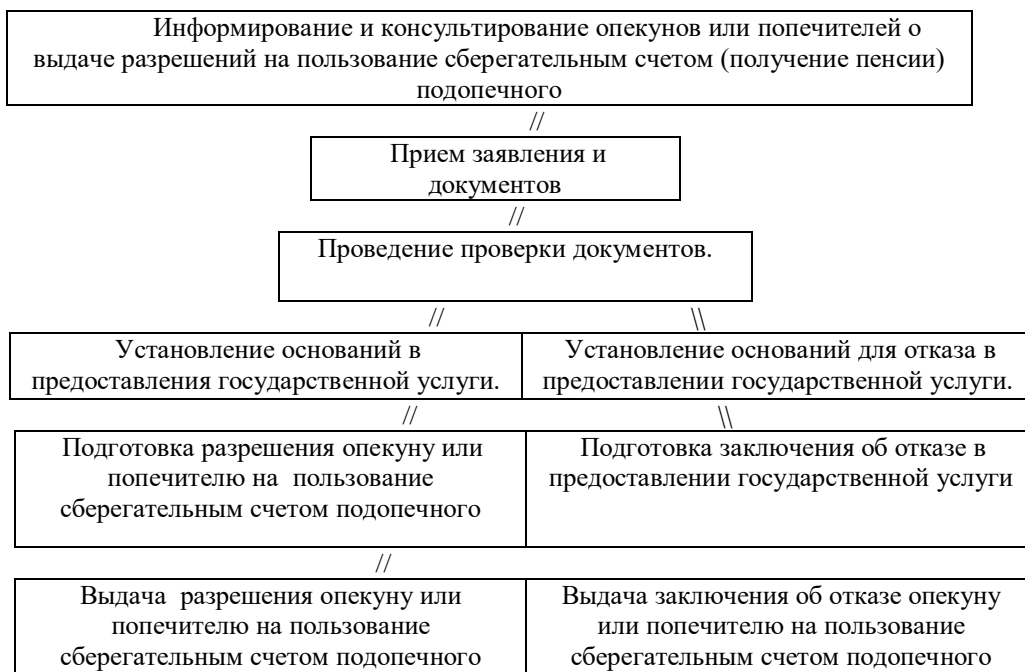 Информирование и консультирование опекунов или попечителей о
выдаче разрешений на пользование сберегательным счетом (получение пенсии)
подопечного
//
Прием заявления и
документов
//
Проведение проверки документов.
// \\
Установление оснований в
предоставления государственной услуги.
Установление оснований для отказа в
предоставлении государственной услуги.
// \\
Подготовка разрешения опекуну или
попечителю на пользование
сберегательным счетом подопечного
Подготовка заключения об отказе в
предоставлении государственной услуги
//
Выдача разрешения опекуну или
попечителю на пользование
сберегательным счетом подопечного
Выдача заключения об отказе опекуну
или попечителю на пользование
сберегательным счетом подопечного